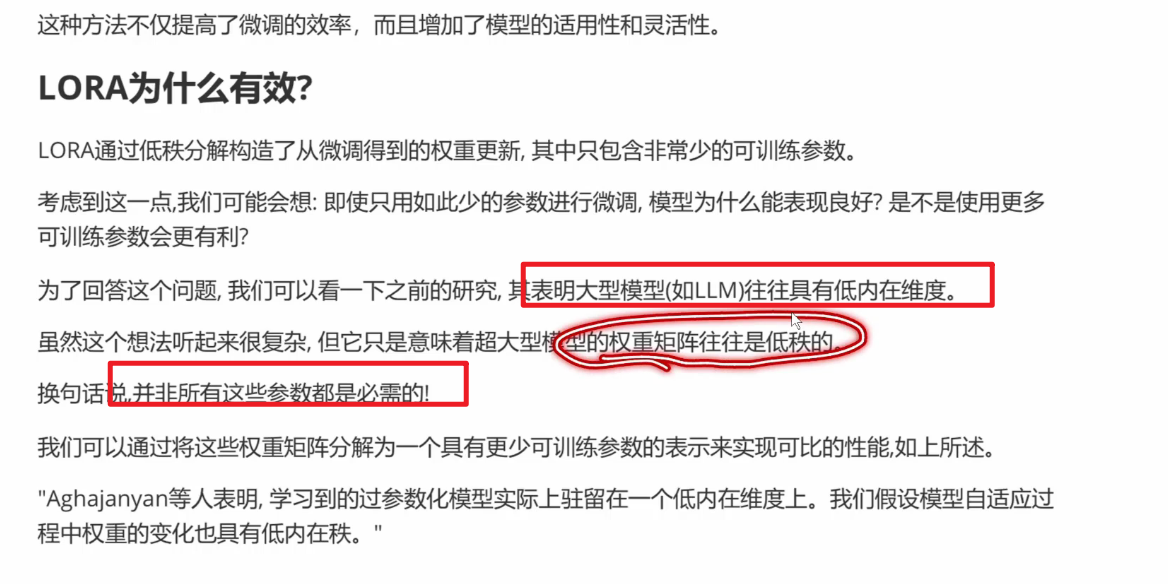 这种方法不仅提高了微调的效率，而且增加了模型的适用性和灵活性。
LORA为什么有效?
LORA通过低秩分解构造了从微调得到的权重更新, 其中只包含非常少的可训练参数。
考虑到这一点,我们可能会想: 即使只用如此少的参数进行微调, 模型为什么能表现良好? 是不是使用更多
可训练参数会更有利?
为了回答这个问题, 我们可以看一下之前的研究, 其表明大型模型(如LLM)往往具有低内在维度。
虽然这个想法听起来很复杂, 但它只是意味着超大型模型的权重矩阵往往是低秩的。
换句话说,并非所有这些参数都是必需的!
我们可以通过将这些权重矩阵分解为一个具有更少可训练参数的表示来实现可比的性能,如上所述。
"Aghajanyan等人表明, 学习到的过参数化模型实际上驻留在一个低内在维度上。我们假设模型自适应过
程中权重的变化也具有低内在秩。"